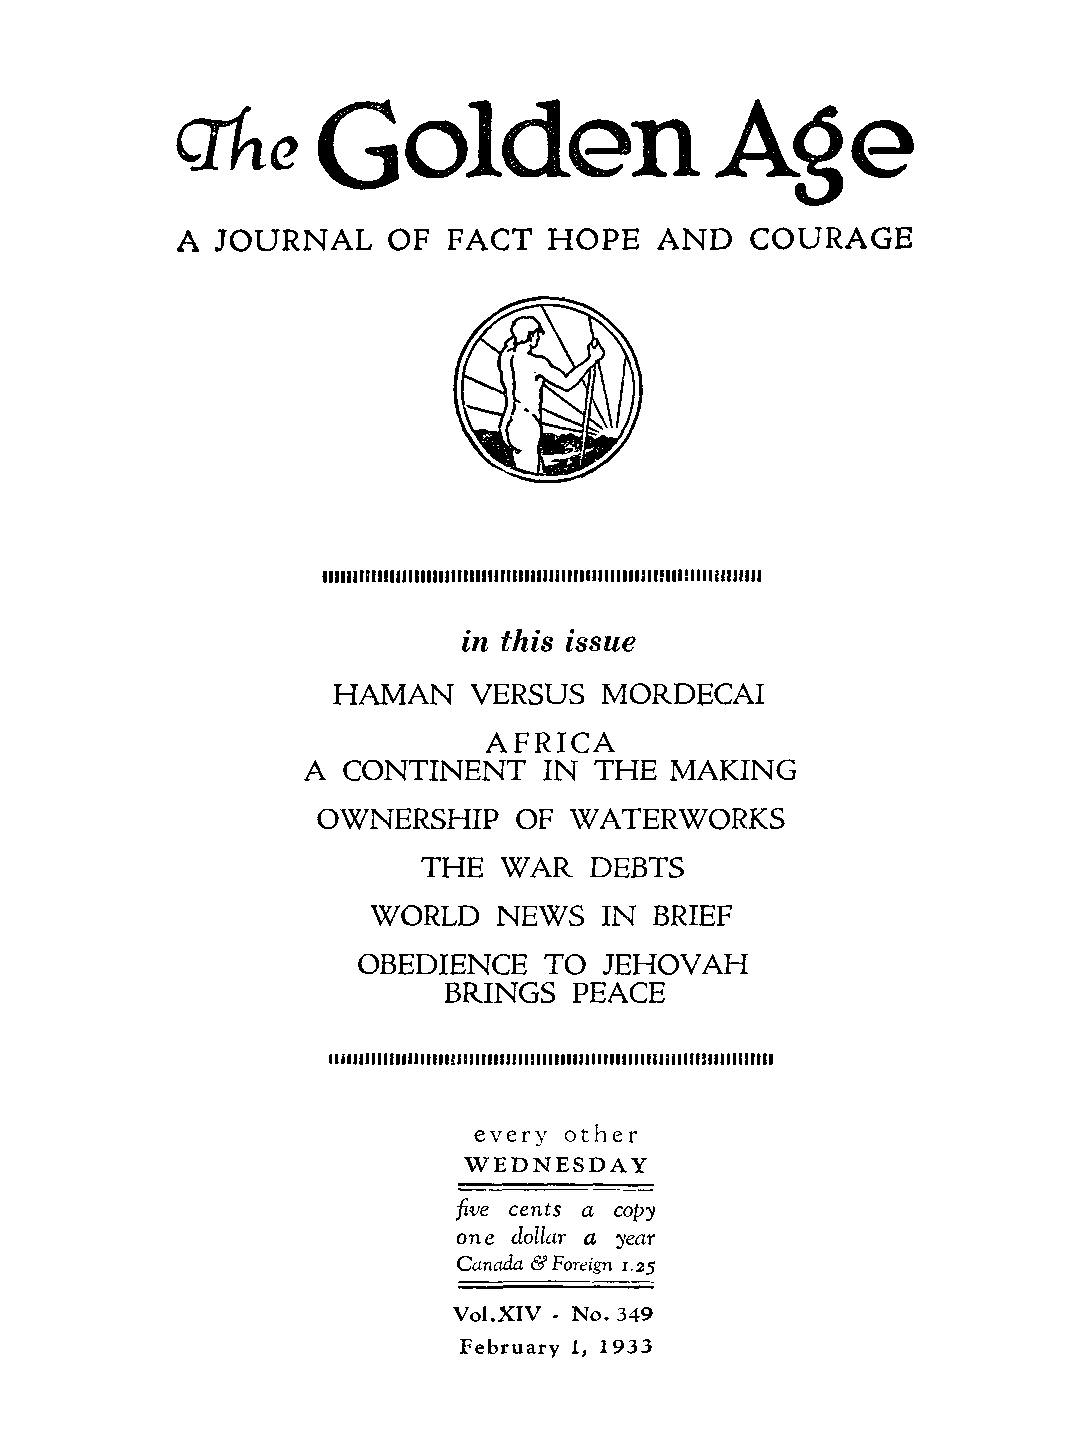 The Golden Age
A JOURNAL OF FACT HOPE AND COURAGE
in this issue
HAMAN VERSUS MORDECAI
AFRICA
A CONTINENT IN THE MAKING
OWNERSHIP OF WATERWORKS
THE WAR DEBTS
WORLD NEWS IN BRIEF
OBEDIENCE TO JEHOVAH
BRINGS PEACE
every other
WEDNESDAY
five cents a copy
one dollar a year
Canada & Foreign 1.25
Vol.XIV - No. 349
February 1, 1933